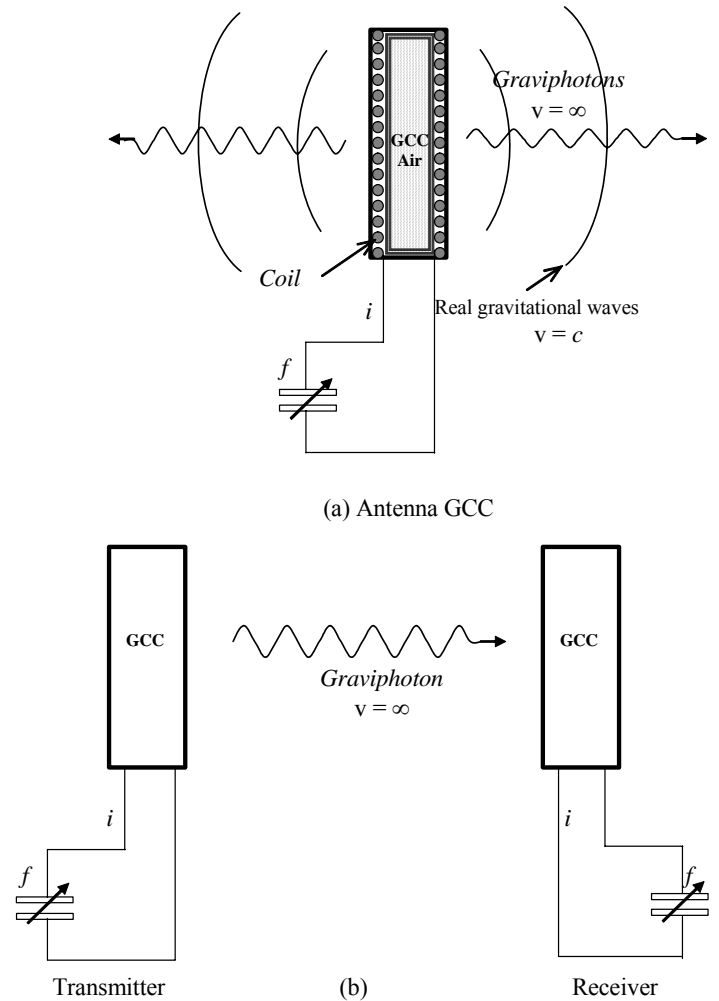 Graviphotons
v = ∞
GCC
Air
Coil
Real gravitational waves
v = c
i
f
(a) Antenna GCC
GCC
GCC
Graviphoton
v = ∞
i
i
f
f
Transmitter
(b)
Receiver